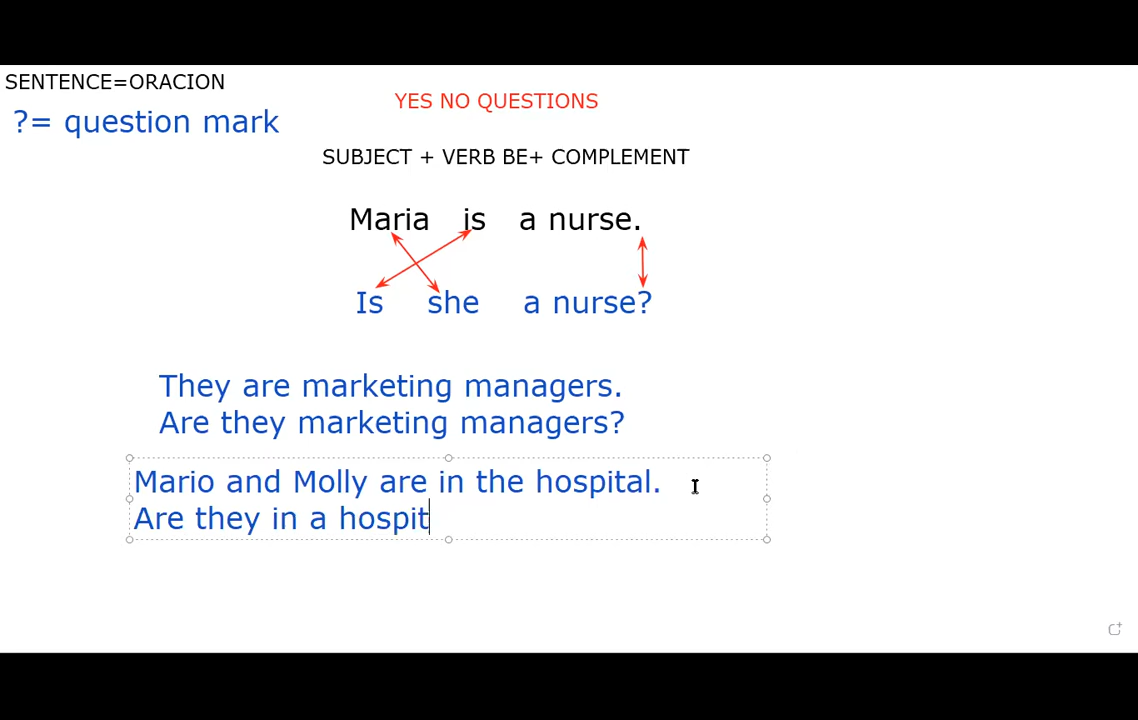 SENTENCE=ORACION
?= question mark
YES NO QUESTIONS
SUBJECT + VERB BE+ COMPLEMENT
Maria is a nurse.
Is she a nurse?
They are marketing managers.
Are they marketing managers?
Mario and Molly are in the hospital.
Are they in a hospit